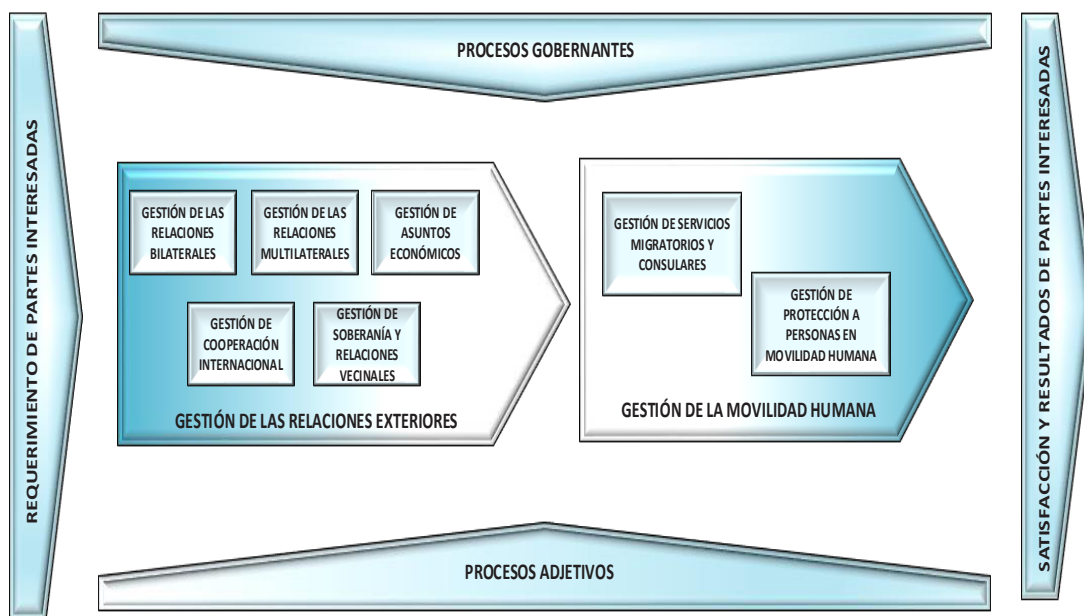 REQUERIMIENTO DE PARTES INTERESADAS
PROCESOS GOBERNANTES
GESTIÓN DE LAS
RELACIONES
BILATERALES
GESTIÓN DE LAS
RELACIONES
MULTILATERALES
GESTIÓN DE
ASUNTOS
ECONÓMICOS
GESTIÓN DE
COOPERACIÓN
INTERNACIONAL
GESTIÓN DE
SOBERANÍA Y
RELACIONES
VECINALES
GESTIÓN DE LAS RELACIONES EXTERIORES
GESTIÓN DE SERVICIOS
MIGRATORIOS Y
CONSULARES
GESTIÓN DE
PROTECCIÓN A
PERSONAS EN
MOVILIDAD HUMANA
GESTIÓN DE LA MOVILIDAD HUMANA
PROCESOS ADJETIVOS
SATISFACCIÓN Y RESULTADOS DE PARTES INTERESADAS